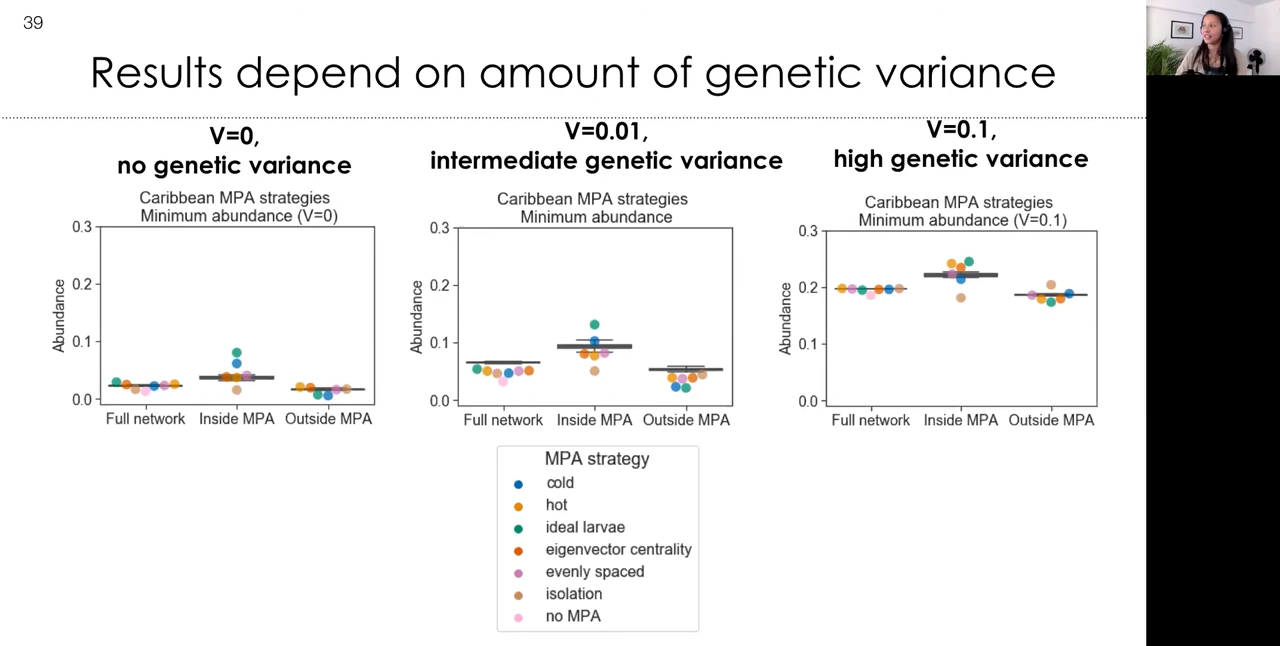 39
Results depend on amount of genetic variance
V=0,
no genetic variance
V=0.01,
intermediate genetic variance
V=0.1,
high genetic variance
Caribbean MPA strategies
Minimum abundance (V=0)
0.3
0.2
0.1
0.0
Abundance
Full network
Inside MPA
Outside MPA
Caribbean MPA strategies
Minimum abundance
0.3
0.2
0.1
0.0
Abundance
Full network
Inside MPA
Outside MPA
Caribbean MPA strategies
Minimum abundance (V=0.1)
0.3
0.2
0.1
0.0
Abundance
Full network
Inside MPA
Outside MPA
MPA strategy
cold
hot
ideal larvae
eigenvector centrality
evenly spaced
isolation
no MPA